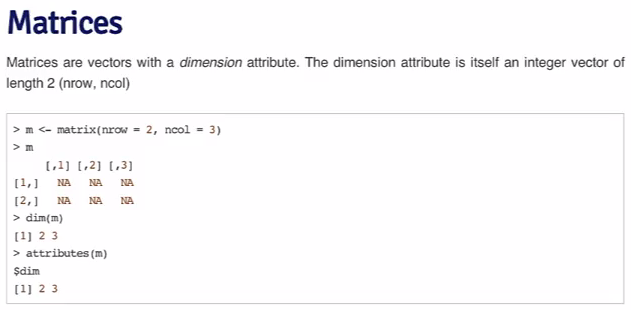 Matrices
Matrices are vectors with a dimension attribute. The dimension attribute is itself an integer vector of
length 2 (nrow, ncol)
> m <- matrix(nrow = 2, ncol = 3)
> m
     [,1] [,2] [,3]
[1,]   NA   NA   NA
[2,]   NA   NA   NA
> dim(m)
[1] 2 3
> attributes(m)
$dim
[1] 2 3